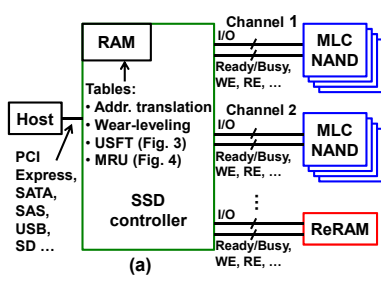 RAM
Tables:
• Addr. translation
• Wear-leveling
• USFT (Fig. 3)
• MRU (Fig. 4)
SSD
controller
Host
PCI
Express,
SATA,
SAS,
USB,
SD ...
(a)
Channel 1
I/O
Ready/Busy,
WE, RE, ...
MLC
NAND
Channel 2
I/O
Ready/Busy,
WE, RE, ...
MLC
NAND
...
I/O
Ready/Busy,
WE, RE, ...
ReRAM